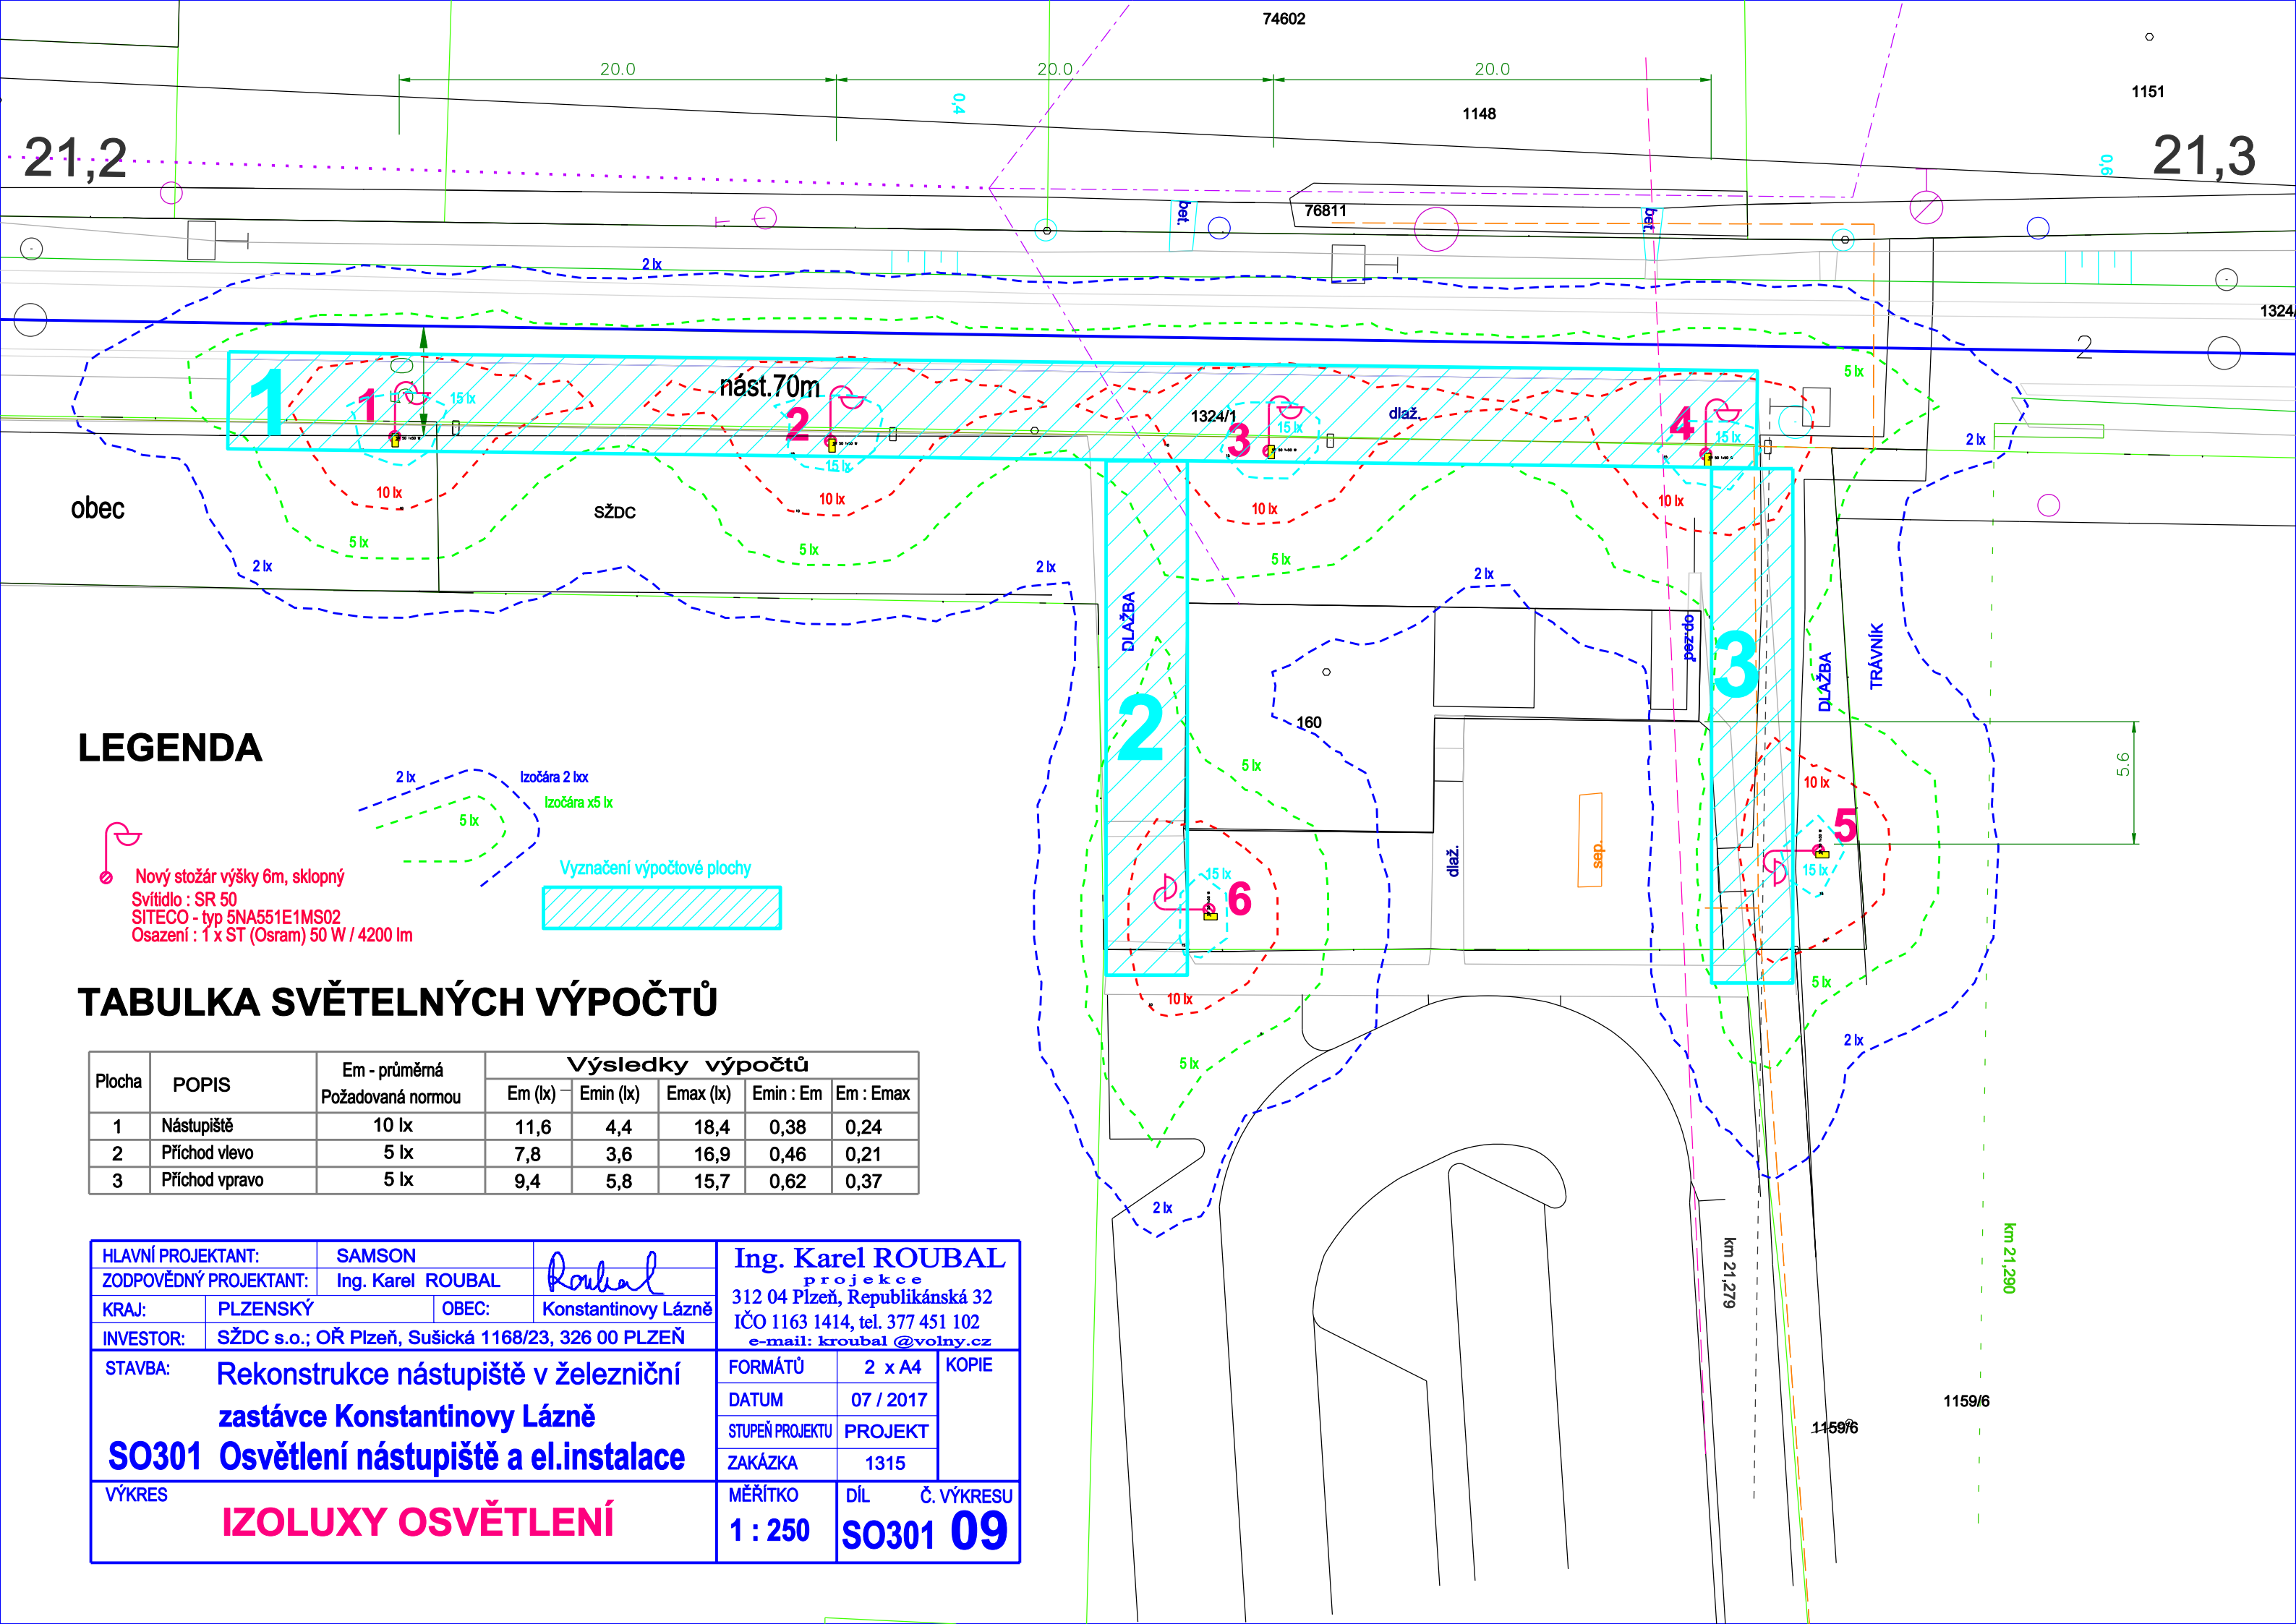 74602
20.0
20.0
20.0
1151
1148
0,4
21,2
21,3
0,6
bet.
bet.
76811
2 lx
1324/
2
5 lx
1
nást.70m
1
15 lx
2
1324/1
dlaž.
3
15 lx
4
15 lx
2 lx
15 lx
10 lx
10 lx
10 lx
10 lx
obec
SŽDC
5 lx
5 lx
5 lx
2 lx
2 lx
2 lx
DLAŽBA
op.zeď
3
DLAŽBA
TRÁVNÍK
2
160
5 lx
5.6
10 lx
5
15 lx
dlaž.
sep.
15 lx
6
10 lx
5 lx
5 lx
2 lx
2 lx
km 21,279
km 21,290
1159/6
1159/6
LEGENDA
2 lx
Izočára 2 lxx
Izočára x5 lx
5 lx
Vyznačení výpočtové plochy
Nový stožár výšky 6m, sklopný
Svítidlo : SR 50
SITECO - typ 5NA551E1MS02
Osazení : 1 x ST (Osram) 50 W / 4200 lm
TABULKA SVĚTELNÝCH VÝPOČTŮ
Plocha POPIS Em - průměrná Požadovaná normou Výsledky výpočtů
Em (lx) Emin (lx) Emax (lx) Emin : Em Em : Emax
1 Nástupiště 10 lx 11,6 4,4 18,4 0,38 0,24
2 Příchod vlevo 5 lx 7,8 3,6 16,9 0,46 0,21
3 Příchod vpravo 5 lx 9,4 5,8 15,7 0,62 0,37
HLAVNÍ PROJEKTANT: SAMSON
ZODPOVĚDNÝ PROJEKTANT: Ing. Karel ROUBAL
Roubal
KRAJ: PLZENSKÝ OBEC: Konstantinovy Lázně
INVESTOR: SŽDC s.o.; OŘ Plzeň, Sušická 1168/23, 326 00 PLZEŇ
Ing. Karel ROUBAL
projekce
312 04 Plzeň, Republikánská 32
IČO 1163 1414, tel. 377 451 102
e-mail: kroubal @volny.cz
STAVBA: Rekonstrukce nástupiště v železniční
zastávce Konstantinovy Lázně
SO301 Osvětlení nástupiště a el.instalace
FORMÁTŮ 2 x A4 KOPIE
DATUM 07 / 2017
STUPEŇ PROJEKTU PROJEKT
ZAKÁZKA 1315
VÝKRES
IZOLUXY OSVĚTLENÍ
MĚŘÍTKO
1 : 250
DÍL Č. VÝKRESU
SO301 09